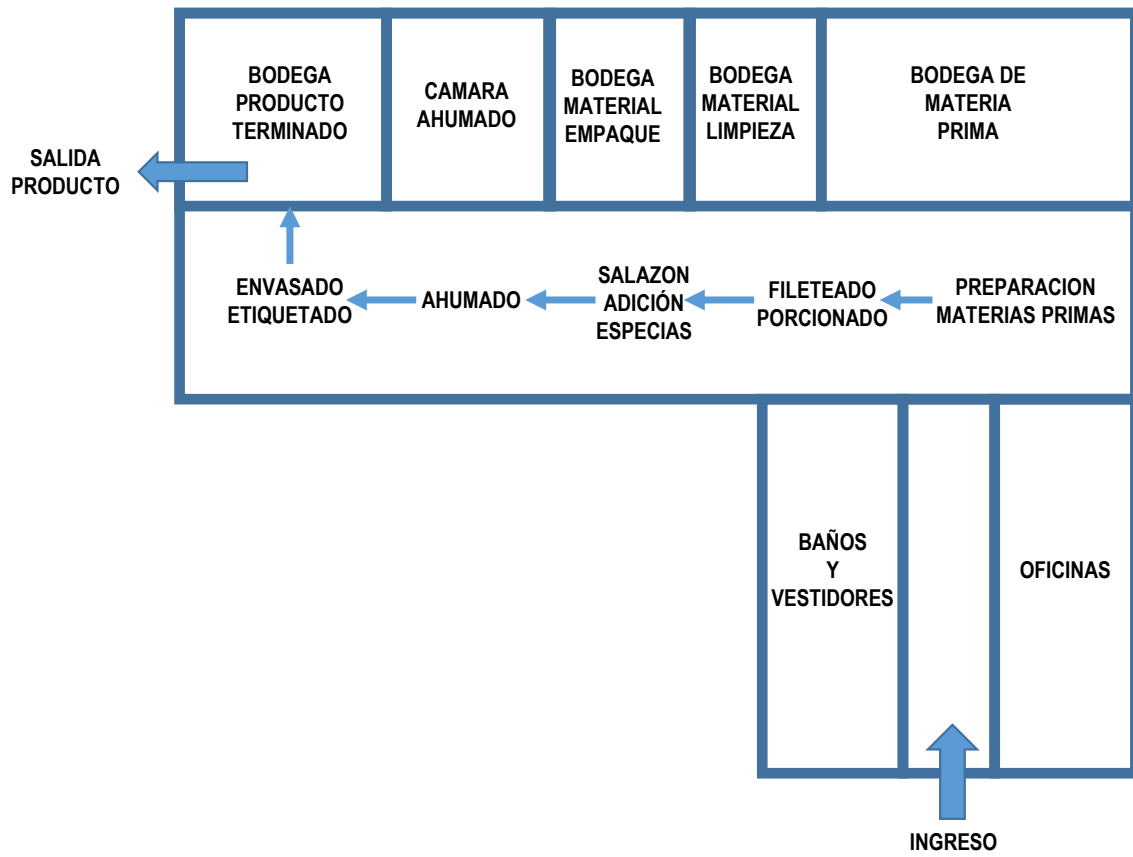 BODEGA
PRODUCTO
TERMINADO
CAMARA
AHUMADO
BODEGA
MATERIAL
EMPAQUE
BODEGA
MATERIAL
LIMPIEZA
BODEGA DE
MATERIA
PRIMA
SALIDA
PRODUCTO
ENVASADO
ETIQUETADO
AHUMADO
SALAZON
ADICIÓN
ESPECIAS
FILETEADO
PORCIONADO
PREPARACION
MATERIAS PRIMAS
BAÑOS
Y
VESTIDORES
OFICINAS
INGRESO